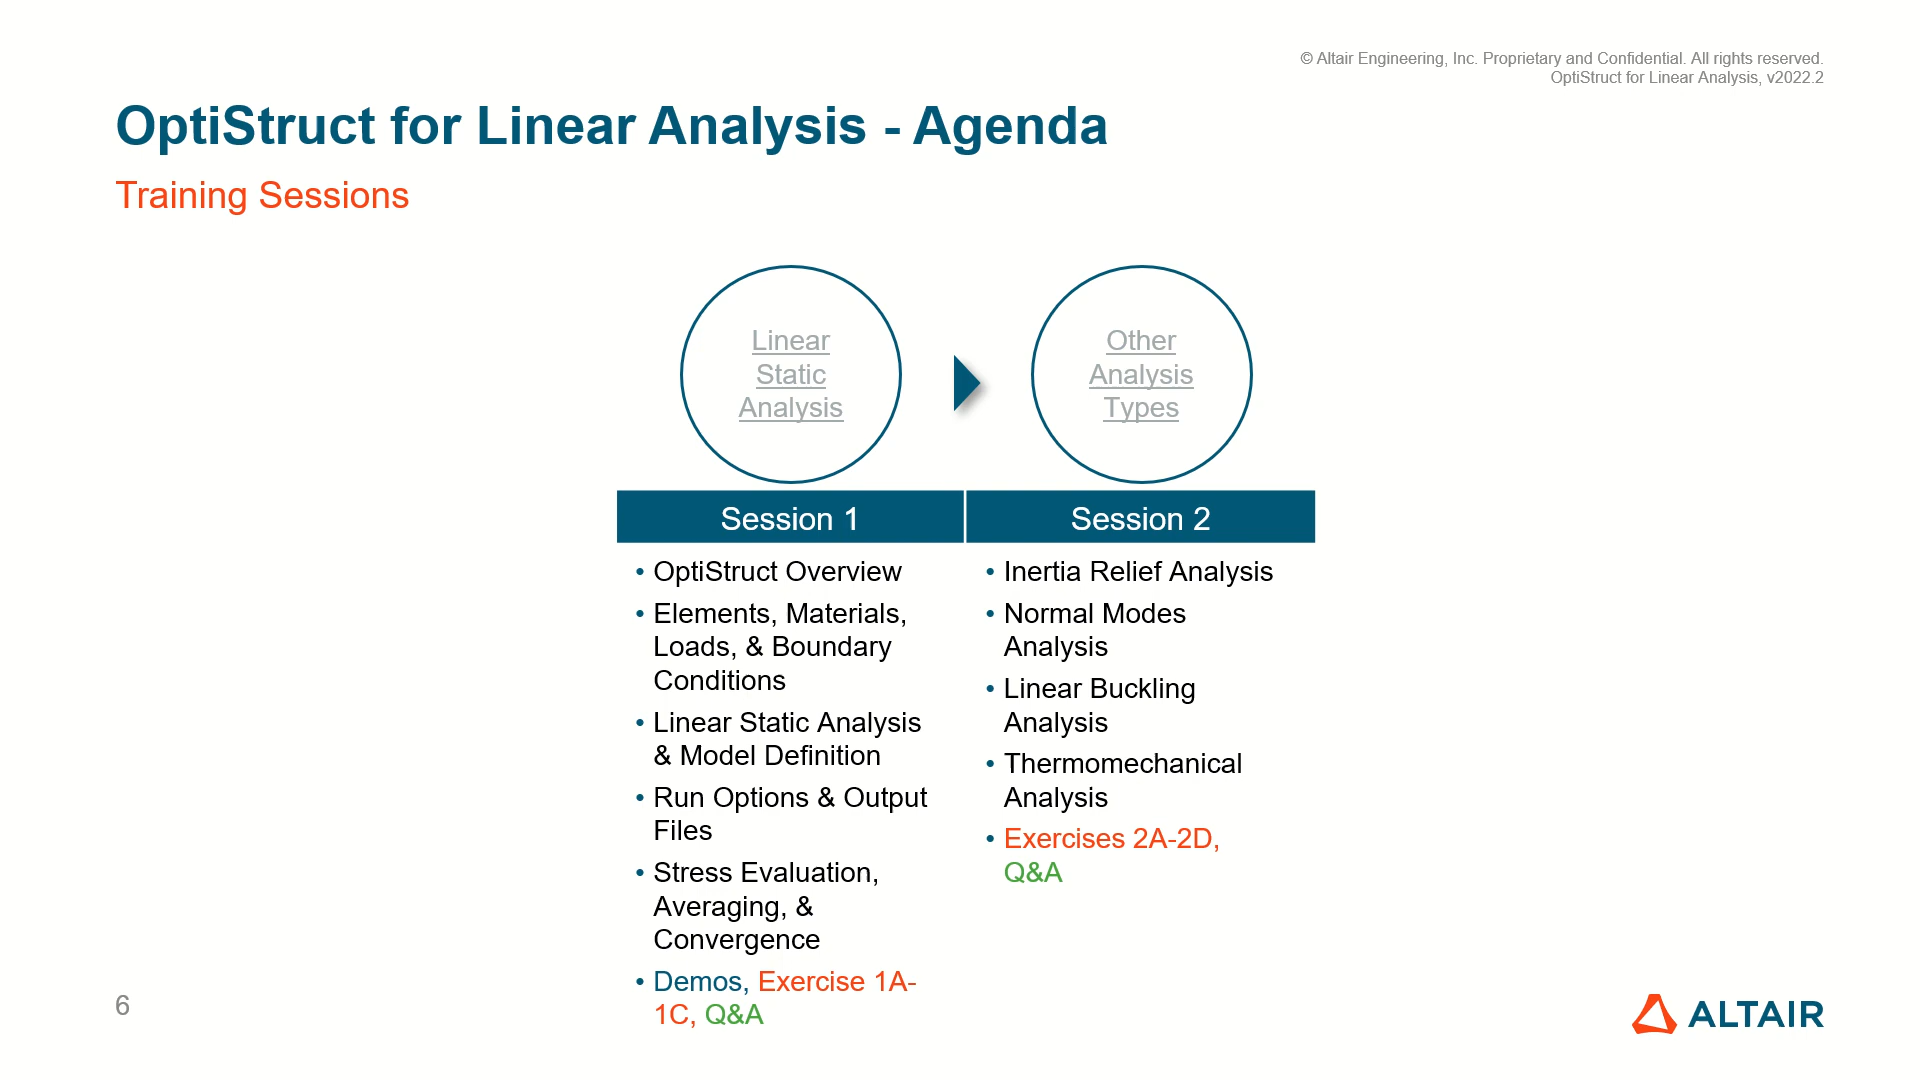 © Altair Engineering, Inc. Proprietary and Confidential. All rights reserved.
OptiStruct for Linear Analysis, v2022.2
OptiStruct for Linear Analysis - Agenda
Training Sessions
Linear
Static
Analysis
Other
Analysis
Types
Session 1
• OptiStruct Overview
• Elements, Materials,
Loads, & Boundary
Conditions
• Linear Static Analysis
& Model Definition
• Run Options & Output
Files
• Stress Evaluation,
Averaging, &
Convergence
• Demos, Exercise 1A-
1C, Q&A
Session 2
• Inertia Relief Analysis
• Normal Modes
Analysis
• Linear Buckling
Analysis
• Thermomechanical
Analysis
• Exercises 2A-2D,
Q&A
6
ALTAIR